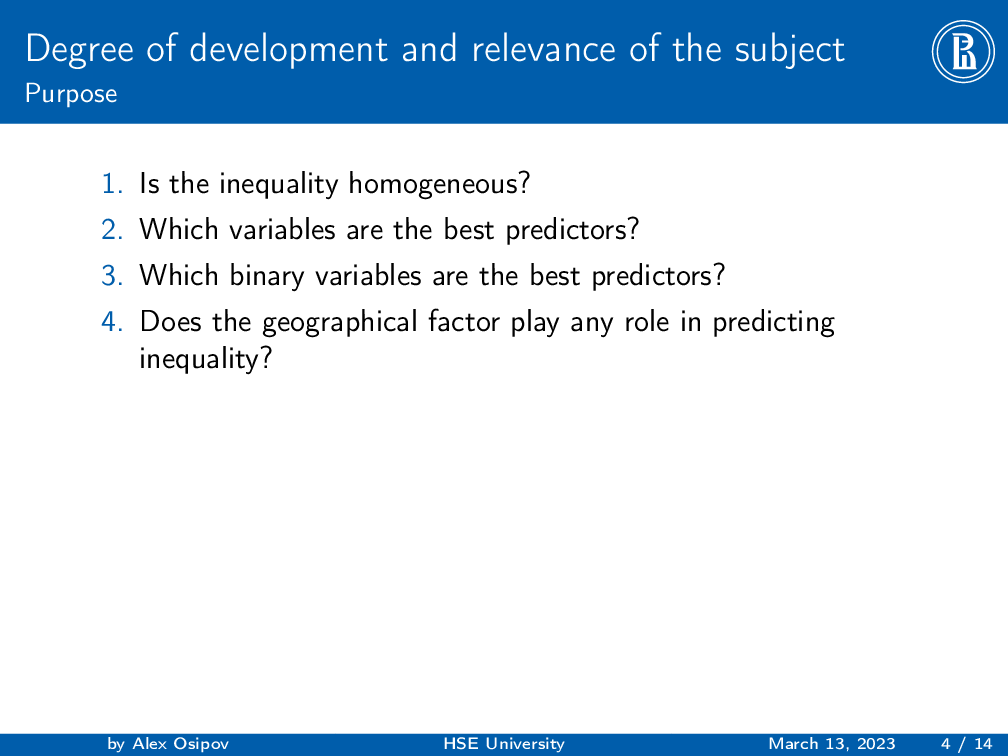 Degree of development and relevance of the subject
Purpose
1. Is the inequality homogeneous?
2. Which variables are the best predictors?
3. Which binary variables are the best predictors?
4. Does the geographical factor play any role in predicting
inequality?
by Alex Osipov HSE University March 13, 2023 4 / 14